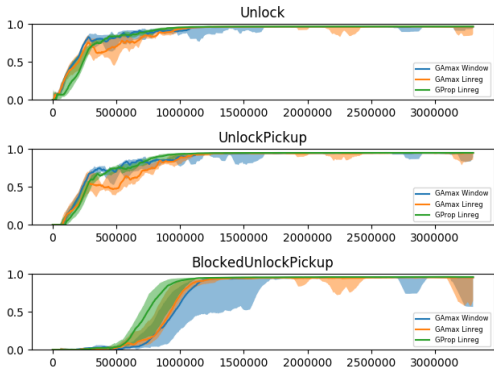 Unlock
1.0
0.5
0.0
GAmax Window
GAmax Linreg
GProp Linreg
0 500000 1000000 1500000 2000000 2500000 3000000
UnlockPickup
1.0
0.5
0.0
GAmax Window
GAmax Linreg
GProp Linreg
0 500000 1000000 1500000 2000000 2500000 3000000
BlockedUnlockPickup
1.0
0.5
0.0
GAmax Window
GAmax Linreg
GProp Linreg
0 500000 1000000 1500000 2000000 2500000 3000000